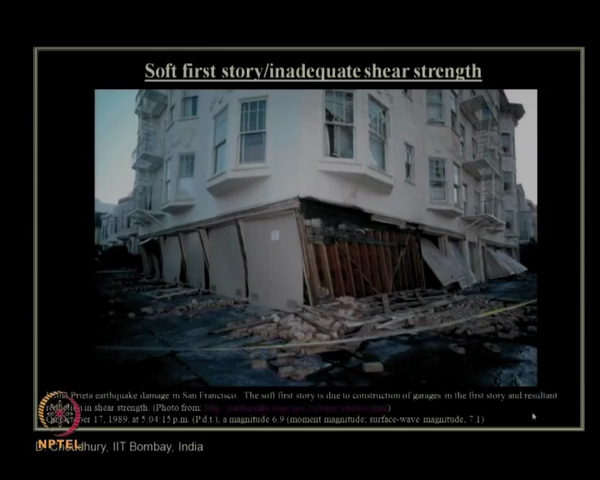 Soft first story/inadequate shear strength
Prieta earthquake damage in San Francisco. The soft first story is due to construction of garages in the first story and resultant
in shear strength. (Photo from:
On October 17, 1989, at 5:04:15 p.m. (P.d.t.), a magnitude 6.9 (moment magnitude; surface-wave magnitude, 7.1)
NPTEL
D. Choudhury, IIT Bombay, India